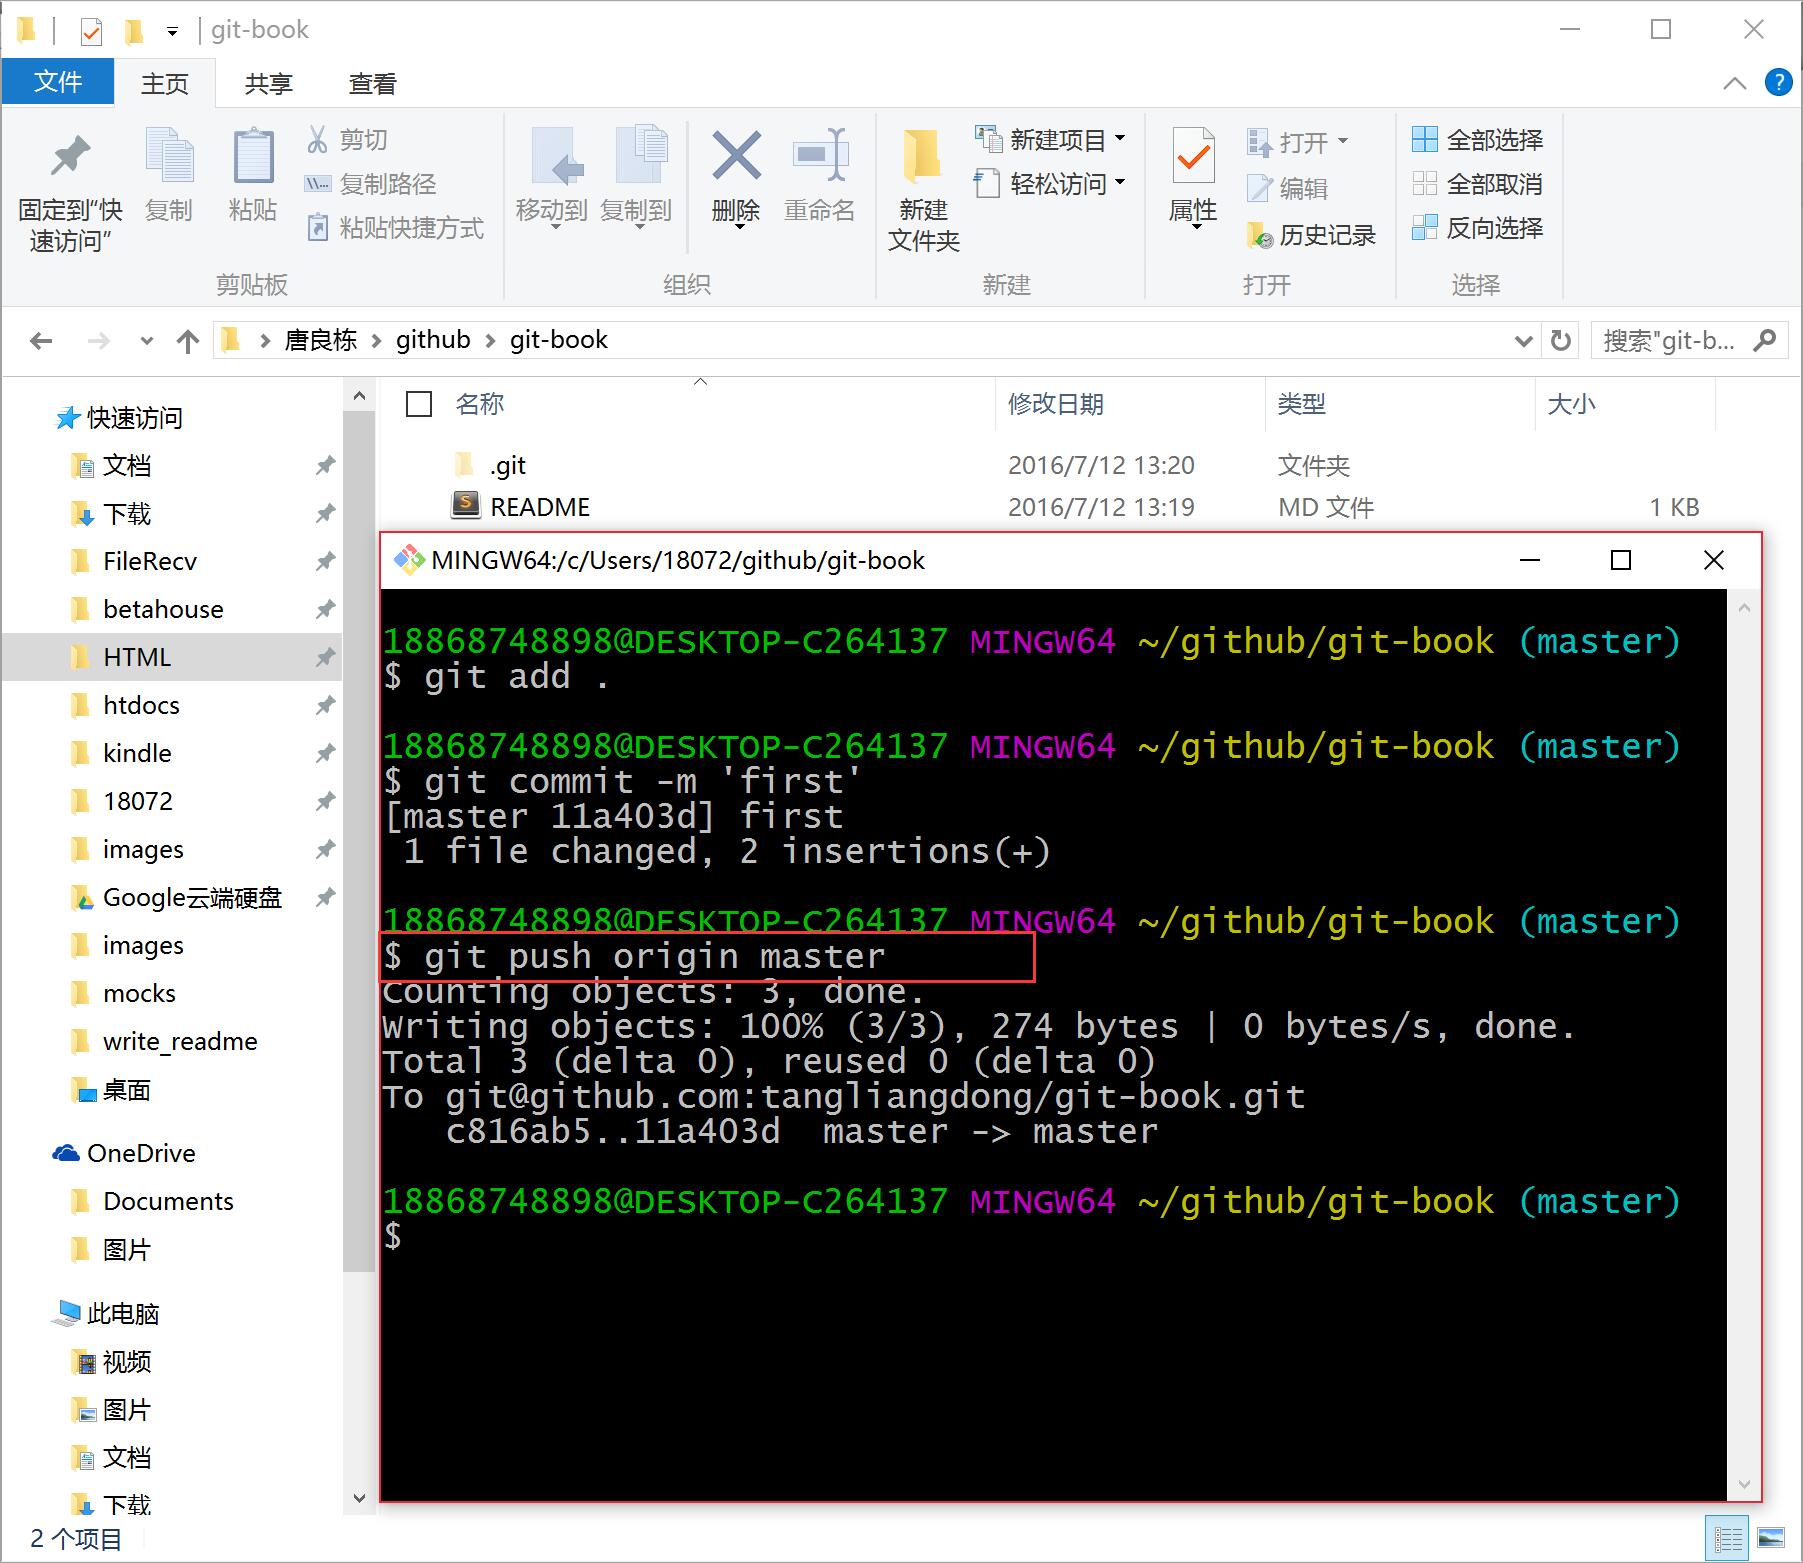 git-book
文件 主页 共享 查看
固定到“快速访问”
复制
粘贴
剪切
复制路径
粘贴快捷方式
剪贴板
移动到
复制到
删除
重命名
组织
新建
文件夹
新建项目
轻松访问
新建
属性
打开
编辑
历史记录
打开
全部选择
全部取消
反向选择
选择
唐良栋 github git-book
搜索"git-b...
名称 修改日期 类型 大小
.git 2016/7/12 13:20 文件夹
README 2016/7/12 13:19 MD 文件 1 KB
快速访问
文档
下载
FileRecv
betahouse
HTML
htdocs
kindle
18072
images
Google云端硬盘
images
mocks
write_readme
桌面
OneDrive
Documents
图片
此电脑
视频
图片
文档
下载
2 个项目
MINGW64:/c/Users/18072/github/git-book
18868748898@DESKTOP-C264137 MINGW64 ~/github/git-book (master)
$ git add .
18868748898@DESKTOP-C264137 MINGW64 ~/github/git-book (master)
$ git commit -m 'first'
[master 11a403d] first
1 file changed, 2 insertions(+)
18868748898@DESKTOP-C264137 MINGW64 ~/github/git-book (master)
$ git push origin master
Counting objects: 3, done.
Writing objects: 100% (3/3), 274 bytes | 0 bytes/s, done.
Total 3 (delta 0), reused 0 (delta 0)
To git@github.com:tangliangdong/git-book.git
c816ab5..11a403d master -> master
18868748898@DESKTOP-C264137 MINGW64 ~/github/git-book (master)
$